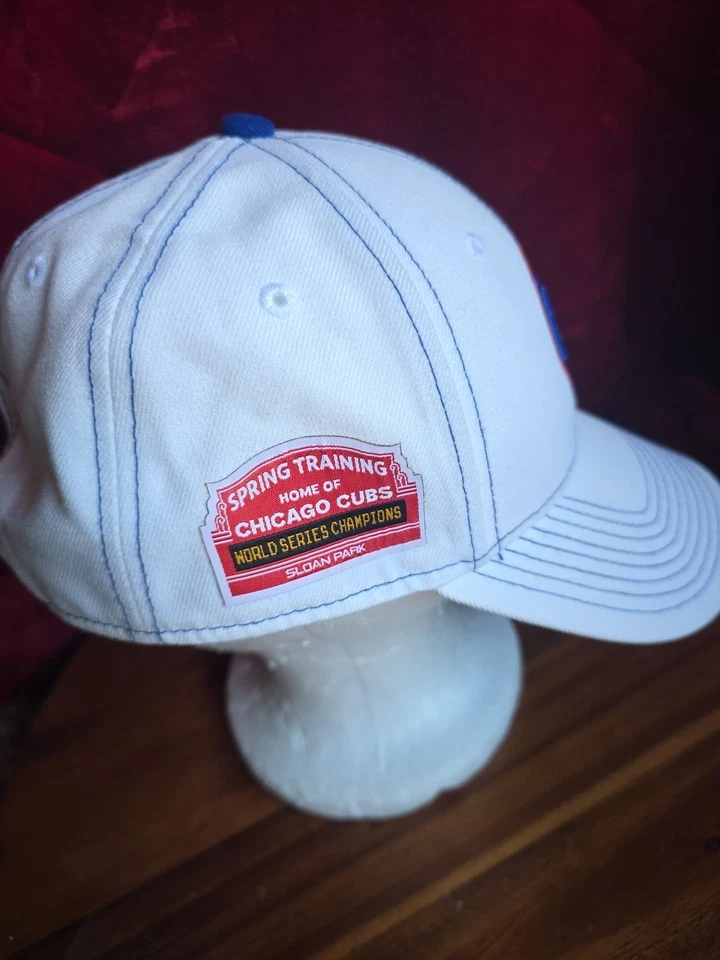 SPRING TRAINING
HOME OF
CHICAGO CUBS
WORLD SERIES CHAMPIONS
SLOAN PARK